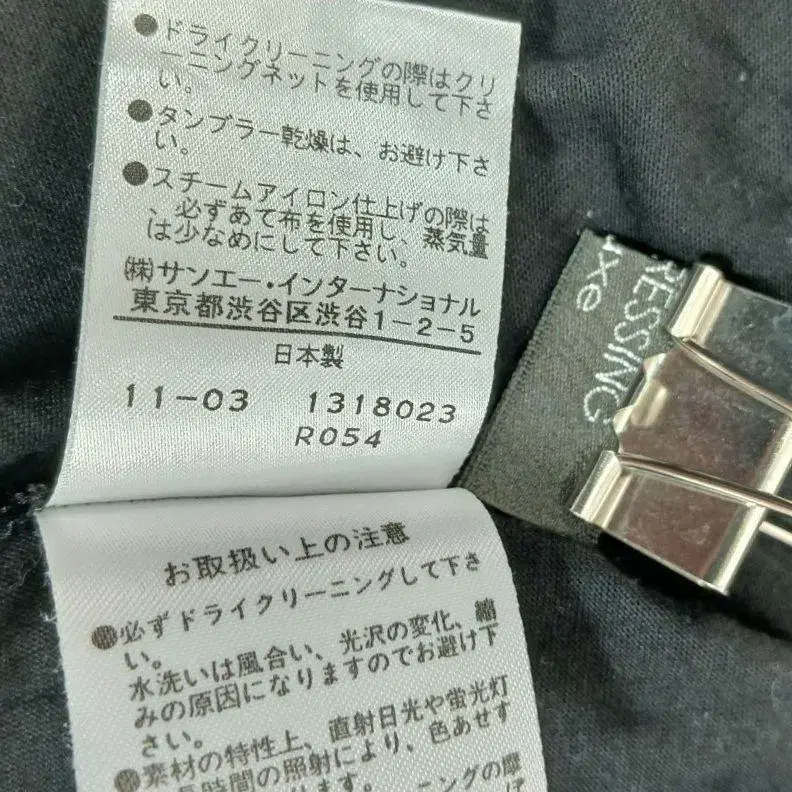 ●ドライクリーニングの際はクリ
ーニングネットを使用して下さ
い。
●タンブラー乾燥は、お避け下さ
い。
●スチームアイロン仕上げの際は
、必ずあて布を使用し、蒸気量
は少なめにして下さい。
㈱サンエー・インターナショナル
東京都渋谷区渋谷1-2-5
日本製
11-03 1318023
R054
RESSING
xe
お取扱い上の注意
●必ずドライクリーニングして下さ
い。
水洗いは風合い、光沢の変化、縮
みの原因になりますのでお避け下
さい。
●素材の特性上、直射日光や蛍光灯
長時間の照射により、色あせす
ります。
ーニングの摩